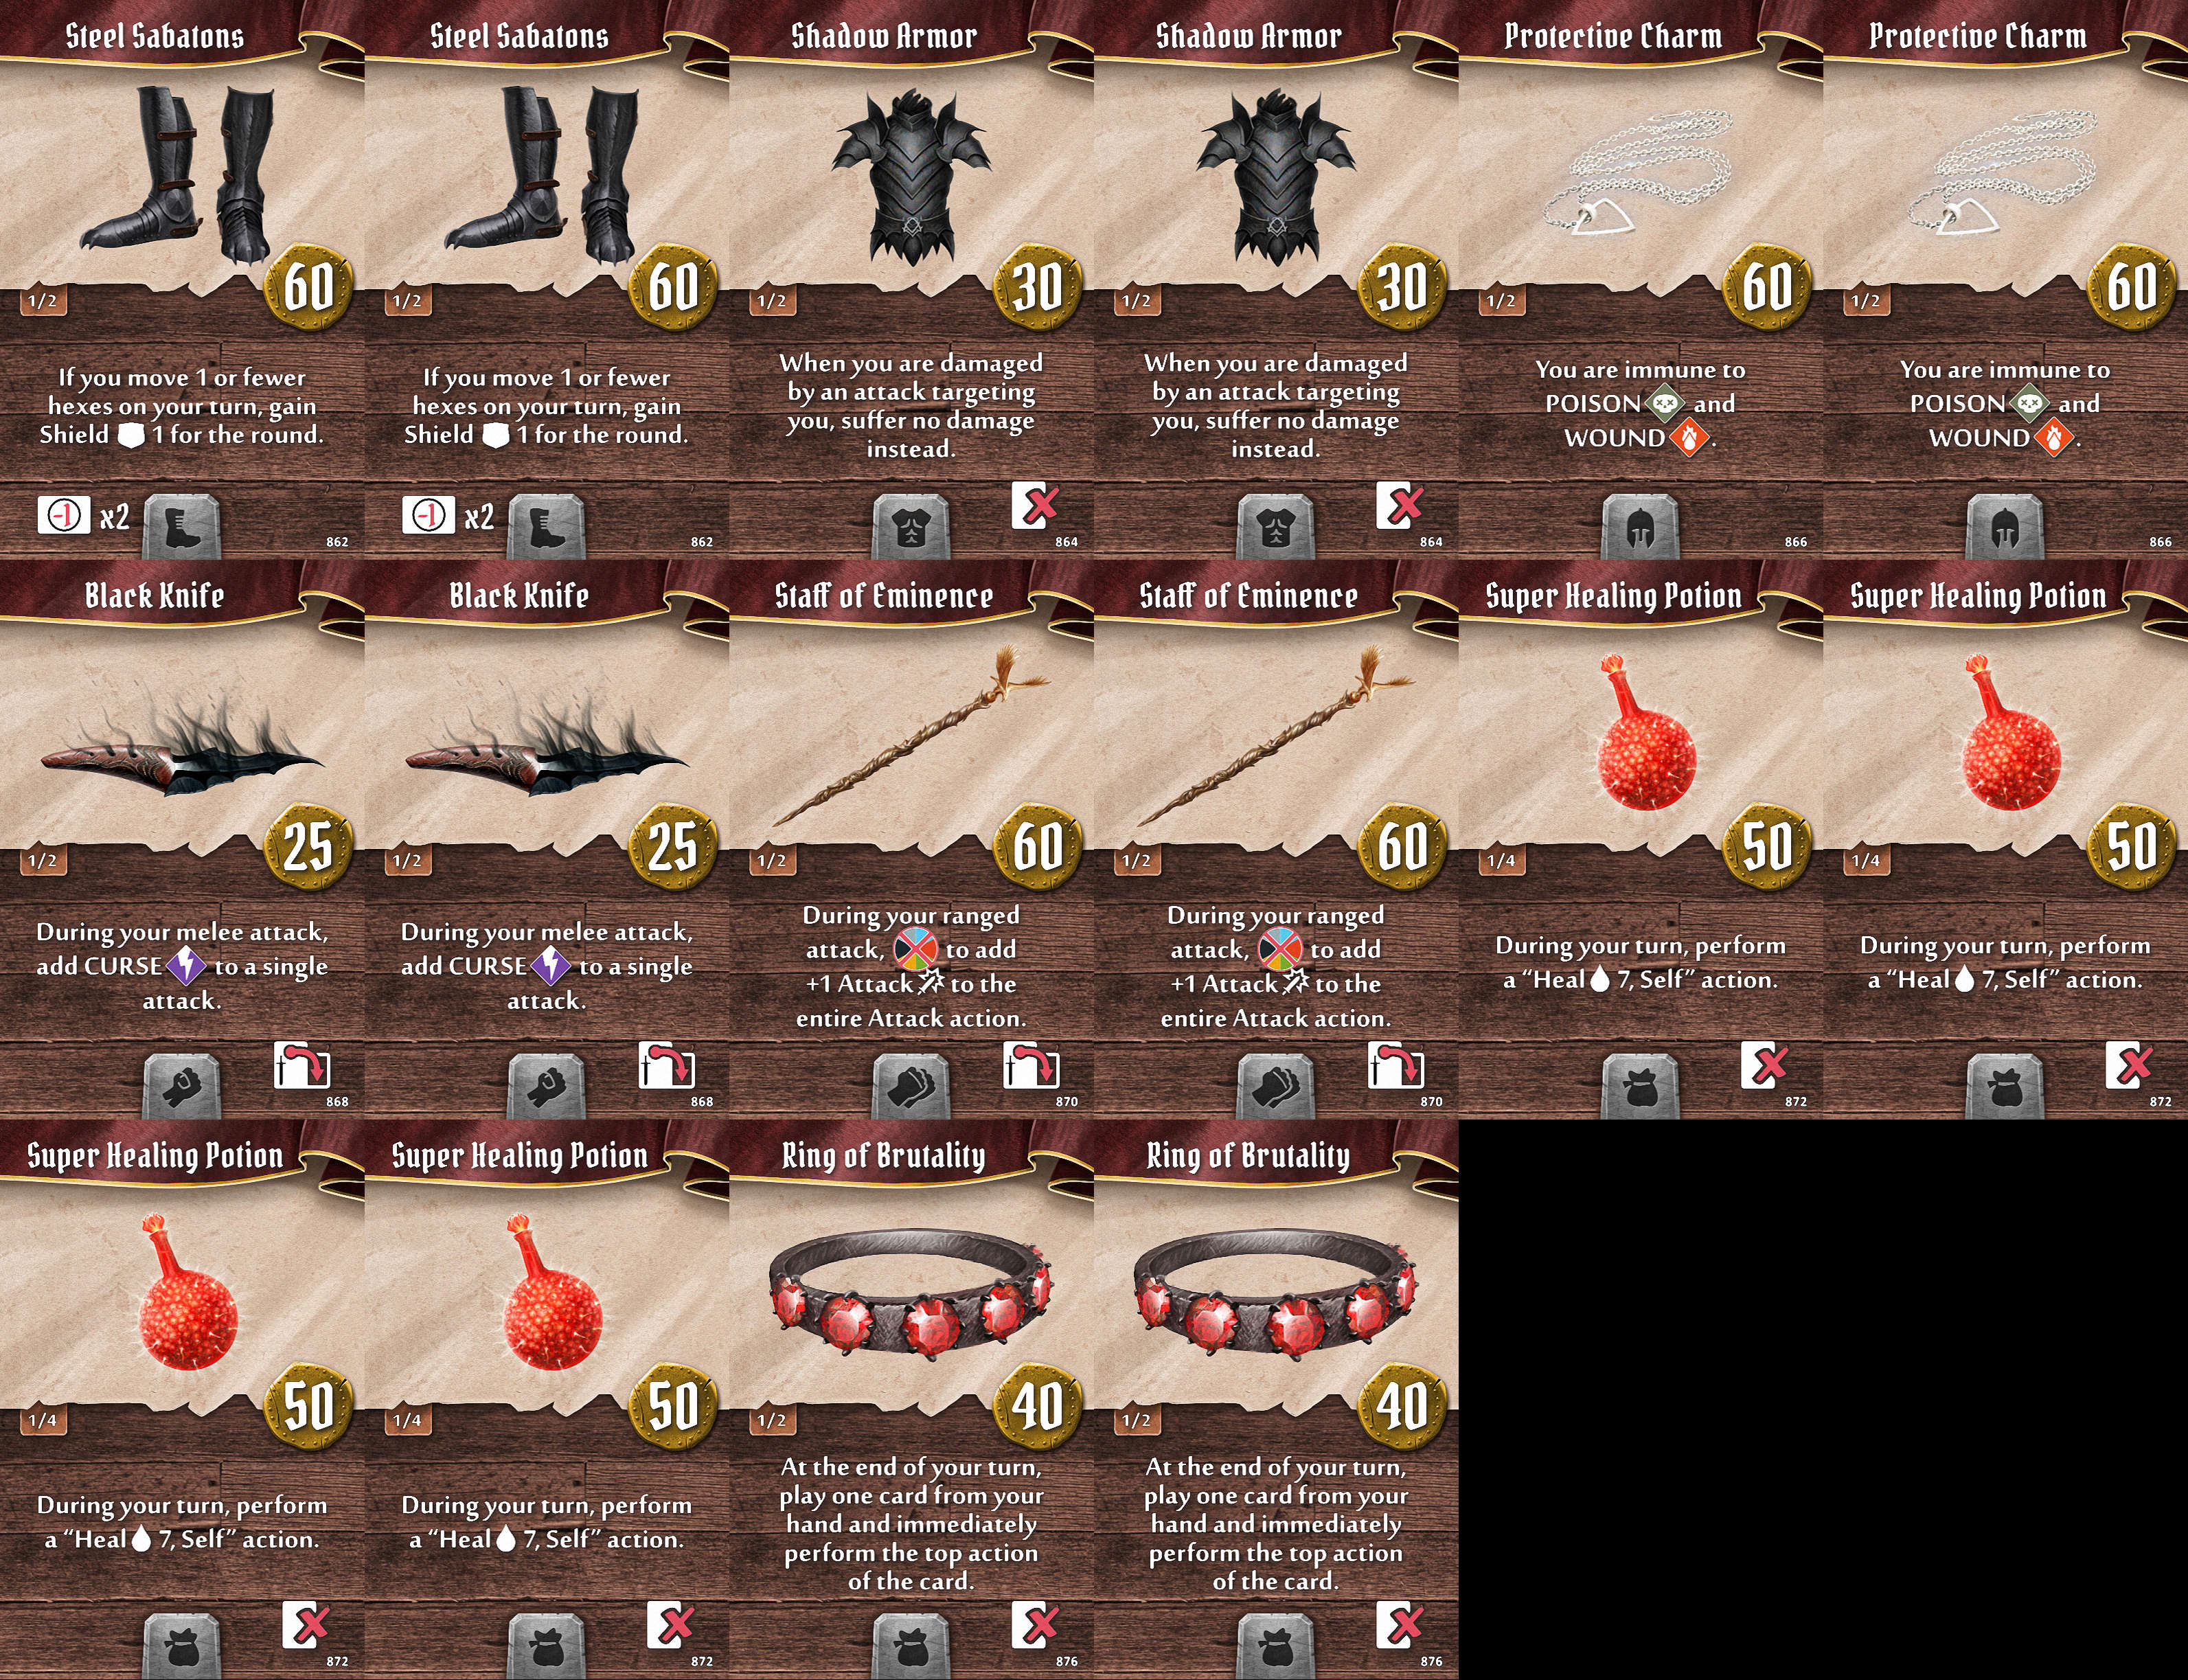 Steel Sabatons
60
1/2
If you move 1 or fewer
hexes on your turn, gain
Shield 1 for the round.
-1 x2
862
Steel Sabatons
60
1/2
If you move 1 or fewer
hexes on your turn, gain
Shield 1 for the round.
-1 x2
862
Shadow Armor
30
1/2
When you are damaged
by an attack targeting
you, suffer no damage
instead.
864
Shadow Armor
30
1/2
When you are damaged
by an attack targeting
you, suffer no damage
instead.
864
Protective Charm
60
1/2
You are immune to
POISON and
WOUND.
866
Protective Charm
60
1/2
You are immune to
POISON and
WOUND.
866
Black Knife
25
1/2
During your melee attack,
add CURSE to a single
attack.
868
Black Knife
25
1/2
During your melee attack,
add CURSE to a single
attack.
868
Staff of Eminence
60
1/2
During your ranged
attack, to add
+1 Attack to the
entire Attack action.
870
Staff of Eminence
60
1/2
During your ranged
attack, to add
+1 Attack to the
entire Attack action.
870
Super Healing Potion
50
1/4
During your turn, perform
a “Heal 7, Self” action.
872
Super Healing Potion
50
1/4
During your turn, perform
a “Heal 7, Self” action.
872
Super Healing Potion
50
1/4
During your turn, perform
a “Heal 7, Self” action.
872
Super Healing Potion
50
1/4
During your turn, perform
a “Heal 7, Self” action.
872
Ring of Brutality
40
1/2
At the end of your turn,
play one card from your
hand and immediately
perform the top action
of the card.
876
Ring of Brutality
40
1/2
At the end of your turn,
play one card from your
hand and immediately
perform the top action
of the card.
876